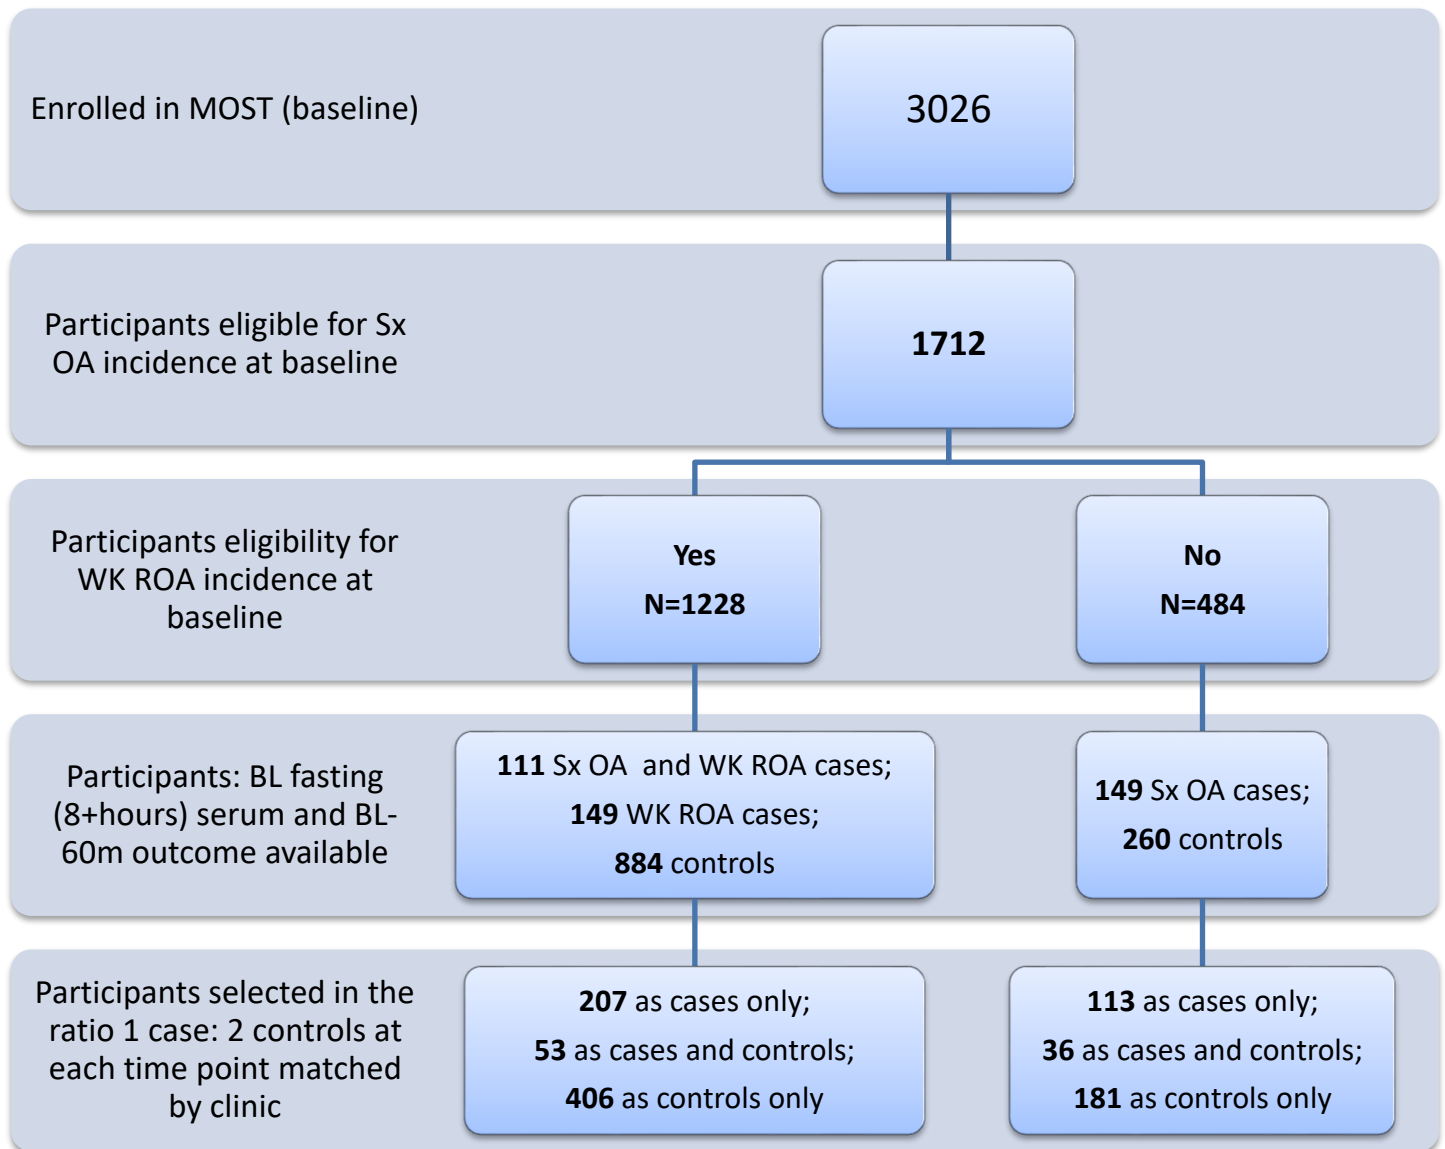 Enrolled in MOST (baseline)
3026
Participants eligible for Sx
OA incidence at baseline
1712
Participants eligibility for
WK ROA incidence at
baseline
Yes
N=1228
No
N=484
Participants: BL fasting
(8+hours) serum and BL-
60m outcome available
111 Sx OA and WK ROA cases;
149 WK ROA cases;
884 controls
149 Sx OA cases;
260 controls
Participants selected in the
ratio 1 case: 2 controls at
each time point matched
by clinic
207 as cases only;
53 as cases and controls;
406 as controls only
113 as cases only;
36 as cases and controls;
181 as controls only